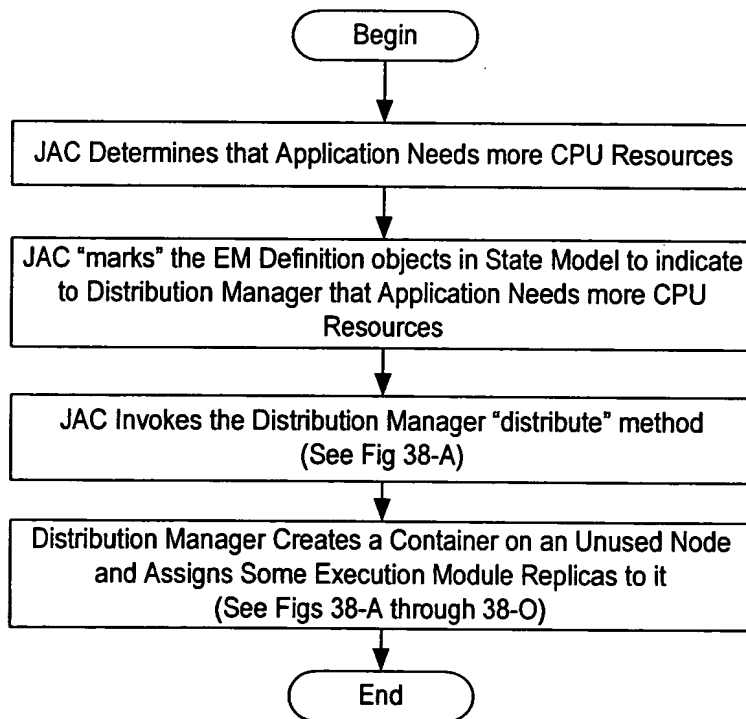 Begin
JAC Determines that Application Needs more CPU Resources
JAC "marks" the EM Definition objects in State Model to indicate
to Distribution Manager that Application Needs more CPU
Resources
JAC Invokes the Distribution Manager "distribute" method
(See Fig 38-A)
Distribution Manager Creates a Container on an Unused Node
and Assigns Some Execution Module Replicas to it
(See Figs 38-A through 38-O)
End